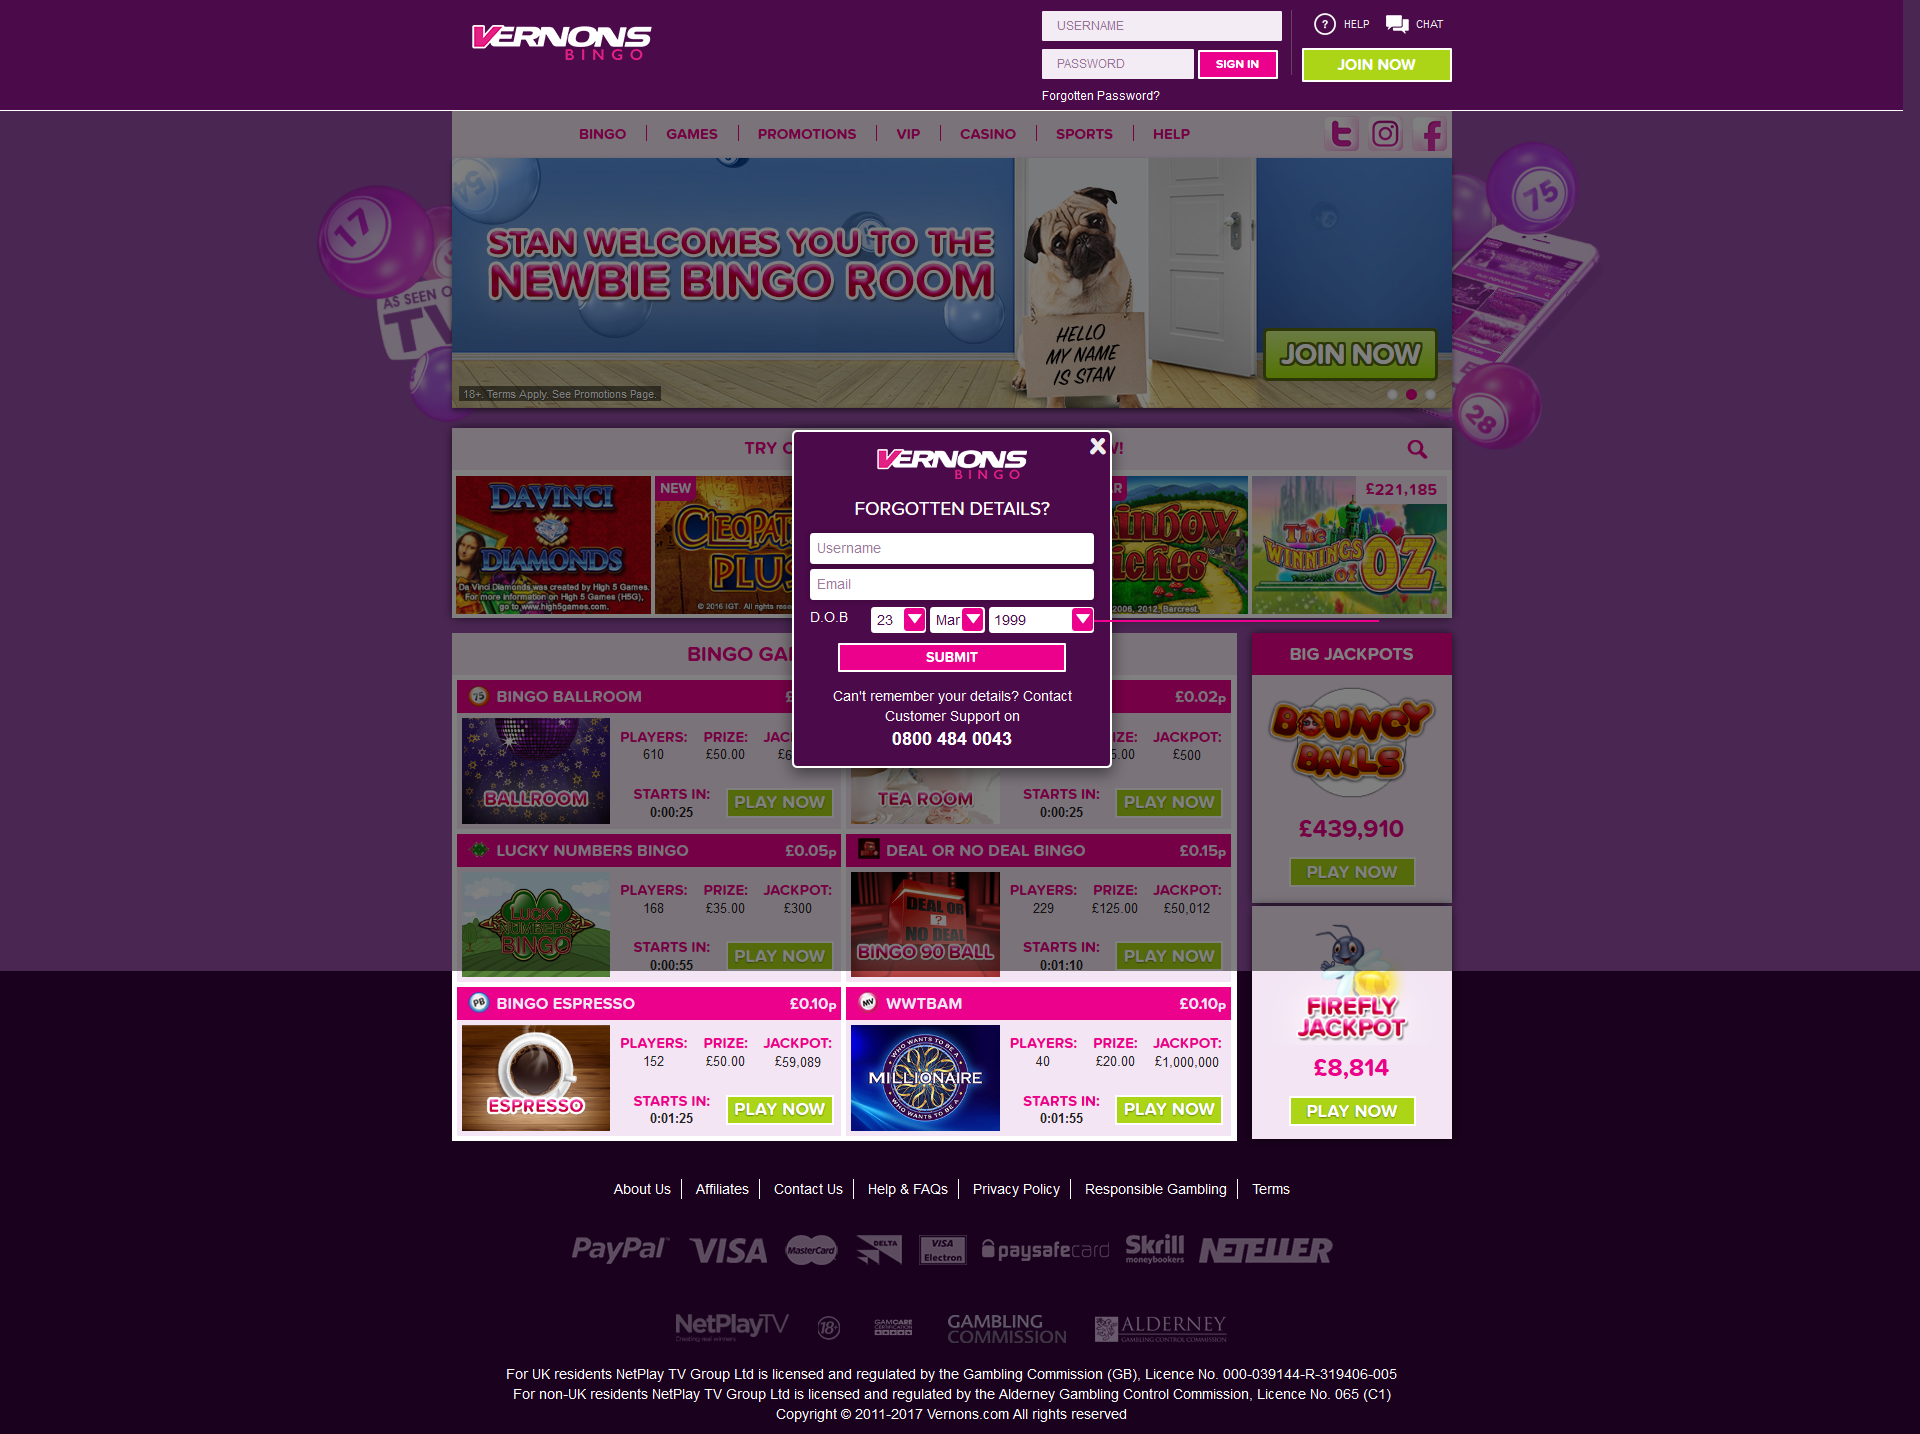 VERNONS
BINGO
USERNAME
PASSWORD
SIGN IN
Forgotten Password?
? HELP
CHAT
JOIN NOW
BINGO
GAMES
PROMOTIONS
VIP
CASINO
SPORTS
HELP
17
AS SEEN O
TV
54
75
28
STAN WELCOMES YOU TO THE
NEWBIE BINGO ROOM
HELLO
MY NAME
IS STAN
JOIN NOW
18+. Terms Apply. See Promotions Page.
TRY O
W!
DAVINCI
DIAMONDS
Da Vinci Diamonds was created by High 5 Games.
For more information on High 5 Games (H5G),
go to www.high5games.com.
NEW
CLEOPAT
PLUS
© 2016 IGT. All rights rese
AR
inbow
iches
2006, 2012, Barcrest.
£221,185
The
WINNINGS
of OZ
VERNONS
BINGO
FORGOTTEN DETAILS?
Username
Email
D.O.B
23
Mar
1999
SUBMIT
Can't remember your details? Contact
Customer Support on
0800 484 0043
BINGO GA
BINGO BALLROOM
PLAYERS: PRIZE: JAC
610 £50.00 £6
BALLROOM
STARTS IN:
0:00:25
PLAY NOW
£0.02p
IZE: JACKPOT:
5.00 £500
TEA ROOM
STARTS IN:
0:00:25
PLAY NOW
LUCKY NUMBERS BINGO £0.05p
LUCKY
NUMBERS
BINGO
PLAYERS: PRIZE: JACKPOT:
168 £35.00 £300
STARTS IN:
0:00:55
PLAY NOW
DEAL OR NO DEAL BINGO £0.15p
DEAL OR
?
NO DEAL
BINGO 90 BALL
PLAYERS: PRIZE: JACKPOT:
229 £125.00 £50,012
STARTS IN:
0:01:10
PLAY NOW
PB BINGO ESPRESSO £0.10p
ESPRESSO
PLAYERS: PRIZE: JACKPOT:
152 £50.00 £59,089
STARTS IN:
0:01:25
PLAY NOW
MV WWTBAM £0.10p
WHO WANTS TO BE A
MILLIONAIRE
WHO WANTS TO BE A
PLAYERS: PRIZE: JACKPOT:
40 £20.00 £1,000,000
STARTS IN:
0:01:55
PLAY NOW
BIG JACKPOTS
BOUNCY
BALLS
£439,910
PLAY NOW
FIREFLY
JACKPOT
£8,814
PLAY NOW
About Us
Affiliates
Contact Us
Help & FAQs
Privacy Policy
Responsible Gambling
Terms
PayPal
VISA
MasterCard
DELTA
VISA
Electron
paysafecard
Skrill
moneybookers
NETELLER
NetPlayTV
Creating real winners
18+
GAMCARE
CERTIFICATION
GAMBLING
COMMISSION
ALDERNEY
GAMBLING CONTROL COMMISSION
For UK residents NetPlay TV Group Ltd is licensed and regulated by the Gambling Commission (GB), Licence No. 000-039144-R-319406-005
For non-UK residents NetPlay TV Group Ltd is licensed and regulated by the Alderney Gambling Control Commission, Licence No. 065 (C1)
Copyright © 2011-2017 Vernons.com All rights reserved